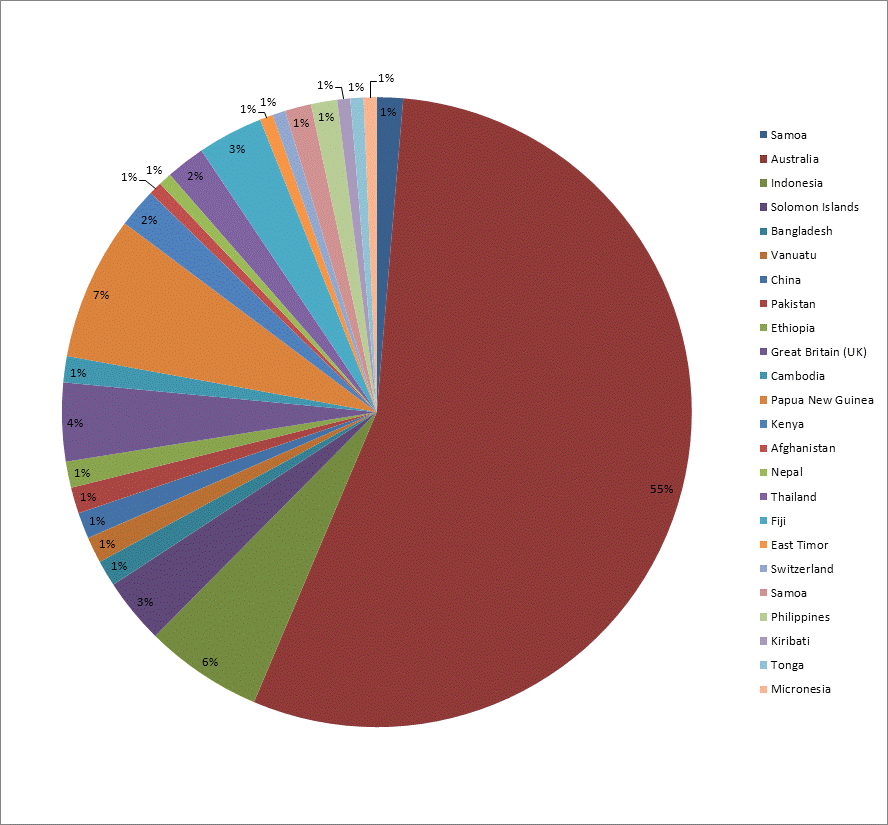 1%
1%
1%
1%
1%
1%
1%
1%
3%
1%
1%
2%
2%
7%
1%
4%
1%
1%
1%
1%
1%
3%
6%
55%
Samoa
Australia
Indonesia
Solomon Islands
Bangladesh
Vanuatu
China
Pakistan
Ethiopia
Great Britain (UK)
Cambodia
Papua New Guinea
Kenya
Afghanistan
Nepal
Thailand
Fiji
East Timor
Switzerland
Samoa
Philippines
Kiribati
Tonga
Micronesia